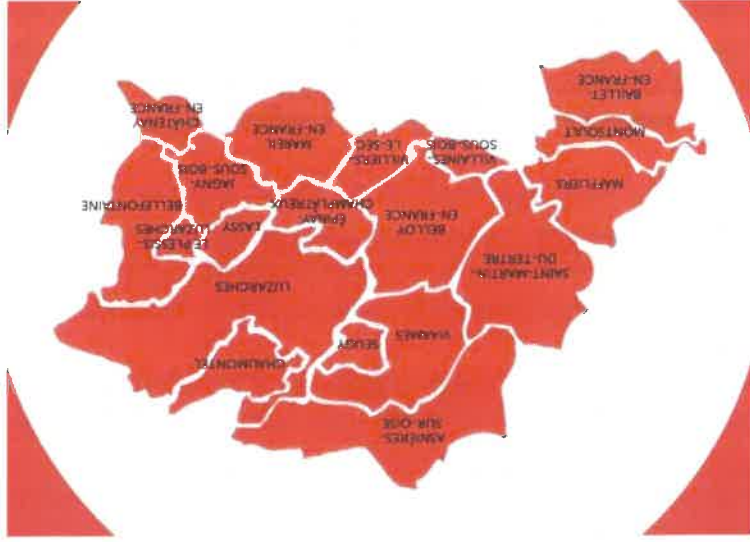 ASNIÈRES-
SUR-OISE
CHAUMONTEL
SEUGY
VIARMES
LUZARCHES
SAINT-MARTIN-
DU-TERTRE
BELLOY
EN-FRANCE
LASSY
LE PLESSIS-
LUZARCHES
ÉPINAY-
CHAMPLÂTREUX
BELLEFONTAINE
MAFFLIERS
JAGNY-
SOUS-BOIS
VILLAINES-
SOUS-BOIS
VILLIERS-
LE-SEC
MAREIL
EN-FRANCE
CHÂTENAY
EN-FRANCE
MONTSOULT
BAILLET
EN-FRANCE